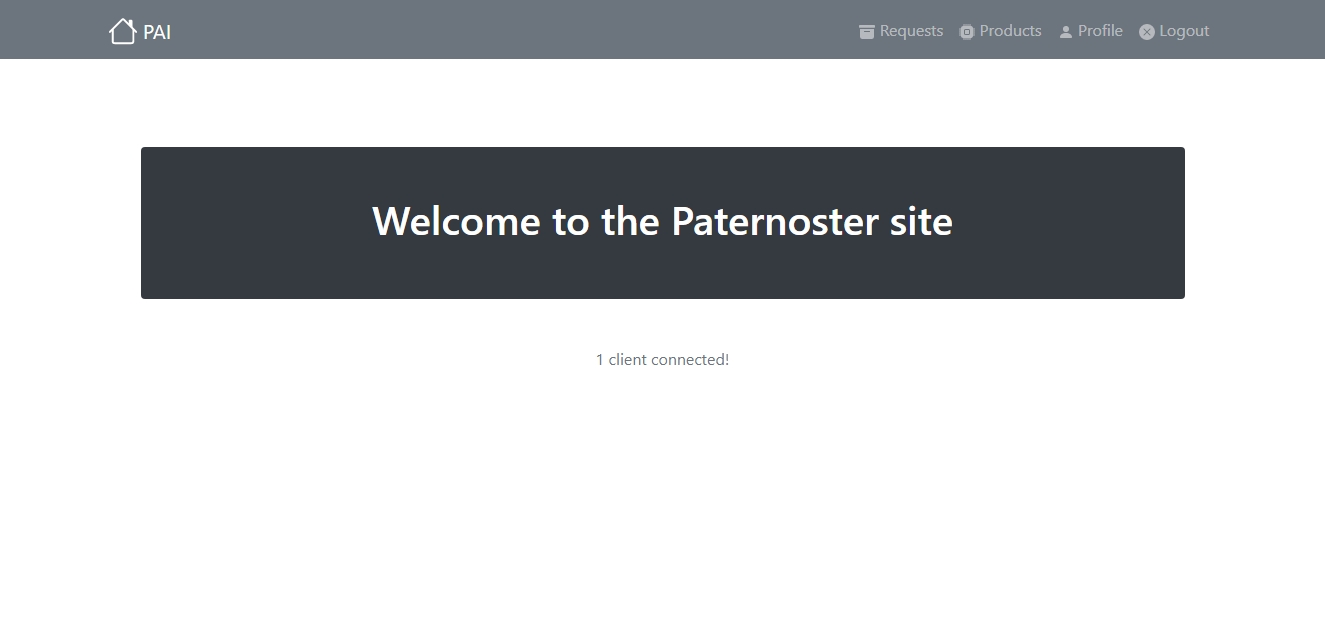 PAI Requests Products Profile Logout
Welcome to the Paternoster site
1 client connected!